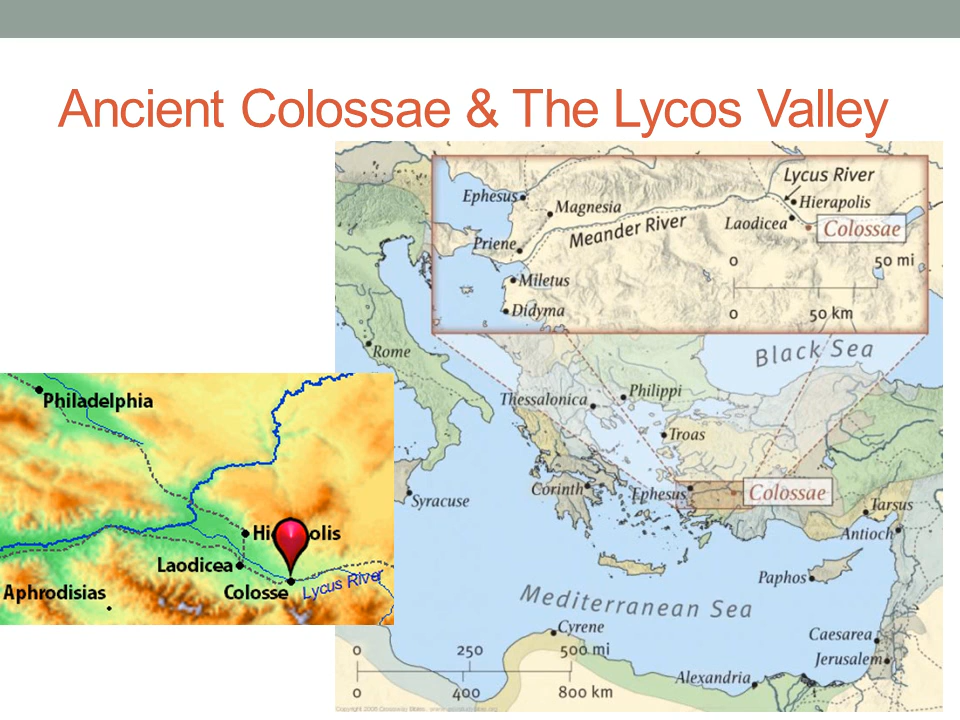 Ancient Colossae & The Lycos Valley
Lycus River
Ephesus
Magnesia
Hierapolis
Laodicea
Colossae
Meander River
Priene
0
50 mi
Miletus
Didyma
0
50 km
Black Sea
Rome
Philippi
Thessalonica
Troas
Corinth
Ephesus
Colossae
Syracuse
Tarsus
Antioch
Paphos
Mediterranean Sea
Cyrene
Caesarea
Jerusalem
Alexandria
0
250
500 mi
0
400
800 km
Philadelphia
Laodicea
Colosse
Lycus River
Aphrodisias